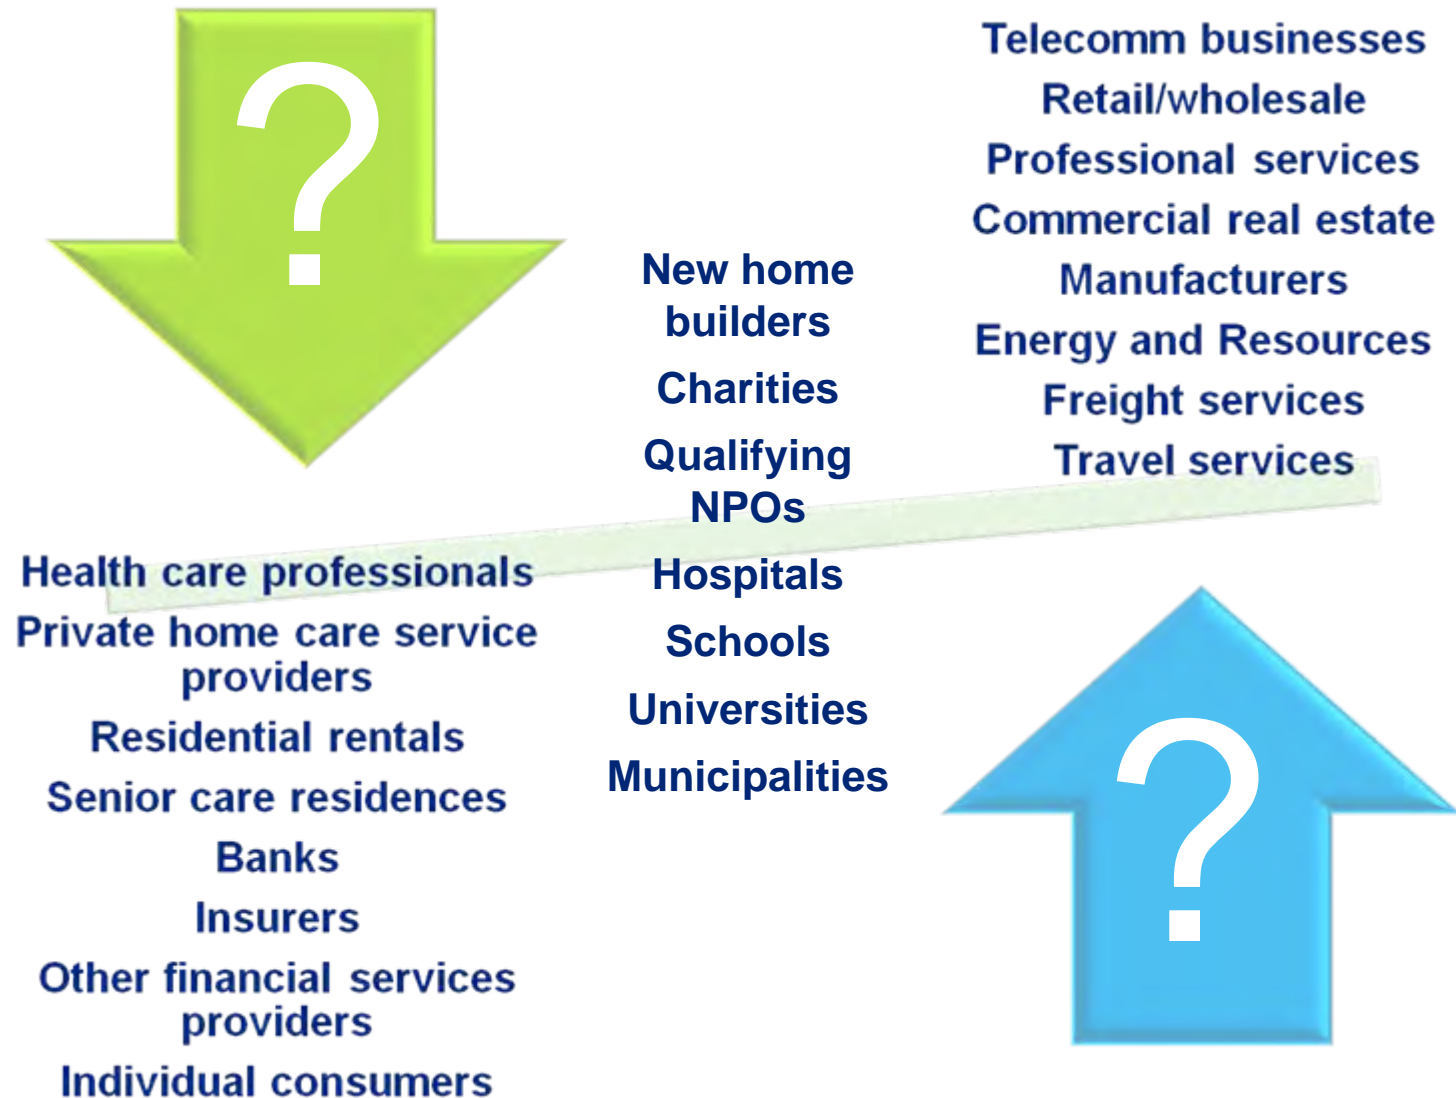 ?
Health care professionals
Private home care service
providers
Residential rentals
Senior care residences
Banks
Insurers
Other financial services
providers
Individual consumers
New home
builders
Charities
Qualifying
NPOs
Hospitals
Schools
Universities
Municipalities
Telecomm businesses
Retail/wholesale
Professional services
Commercial real estate
Manufacturers
Energy and Resources
Freight services
Travel services
?